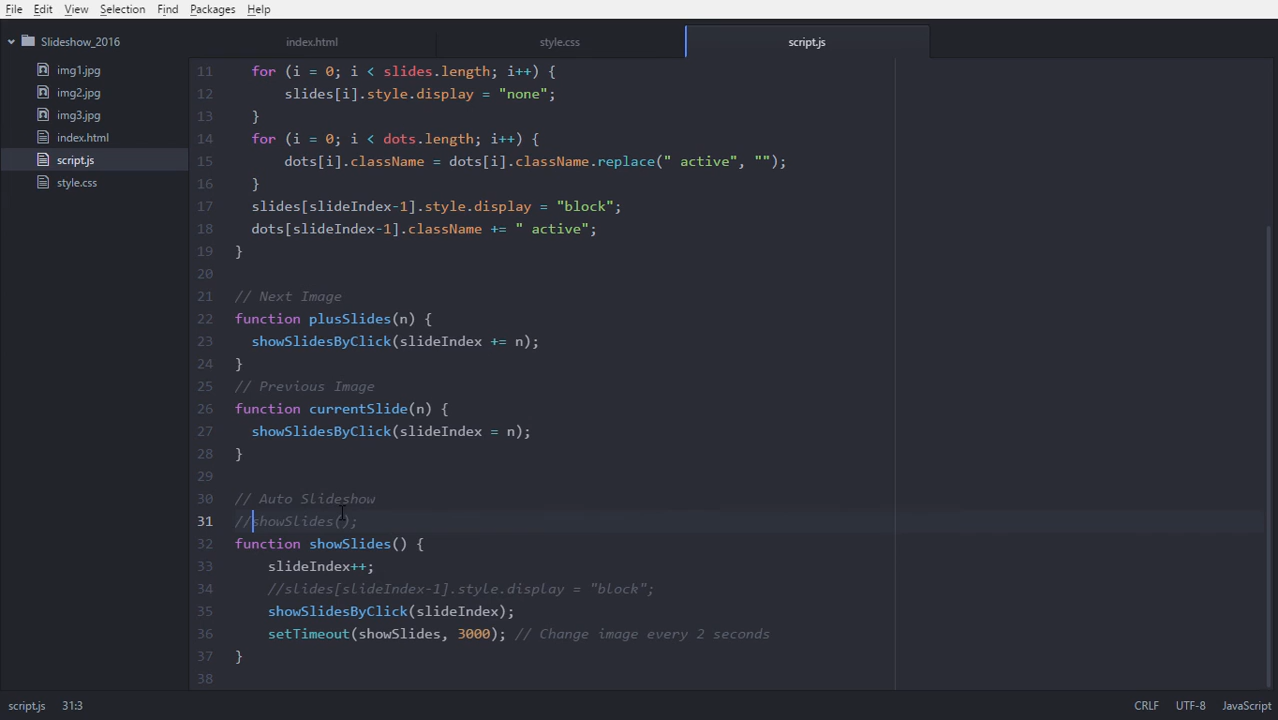 File Edit View Selection Find Packages Help
Slideshow_2016
img1.jpg
img2.jpg
img3.jpg
index.html
script.js
style.css
index.html style.css script.js
11 for (i = 0; i < slides.length; i++) {
12 slides[i].style.display = "none";
13 }
14 for (i = 0; i < dots.length; i++) {
15 dots[i].className = dots[i].className.replace(" active", "");
16 }
17 slides[slideIndex-1].style.display = "block";
18 dots[slideIndex-1].className += " active";
19 }
20
21 // Next Image
22 function plusSlides(n) {
23 showSlidesByClick(slideIndex += n);
24 }
25 // Previous Image
26 function currentSlide(n) {
27 showSlidesByClick(slideIndex = n);
28 }
29
30 // Auto Slideshow
31 //showSlides();
32 function showSlides() {
33 slideIndex++;
34 //slides[slideIndex-1].style.display = "block";
35 showSlidesByClick(slideIndex);
36 setTimeout(showSlides, 3000); // Change image every 2 seconds
37 }
38
script.js 31:3 CRLF UTF-8 JavaScript